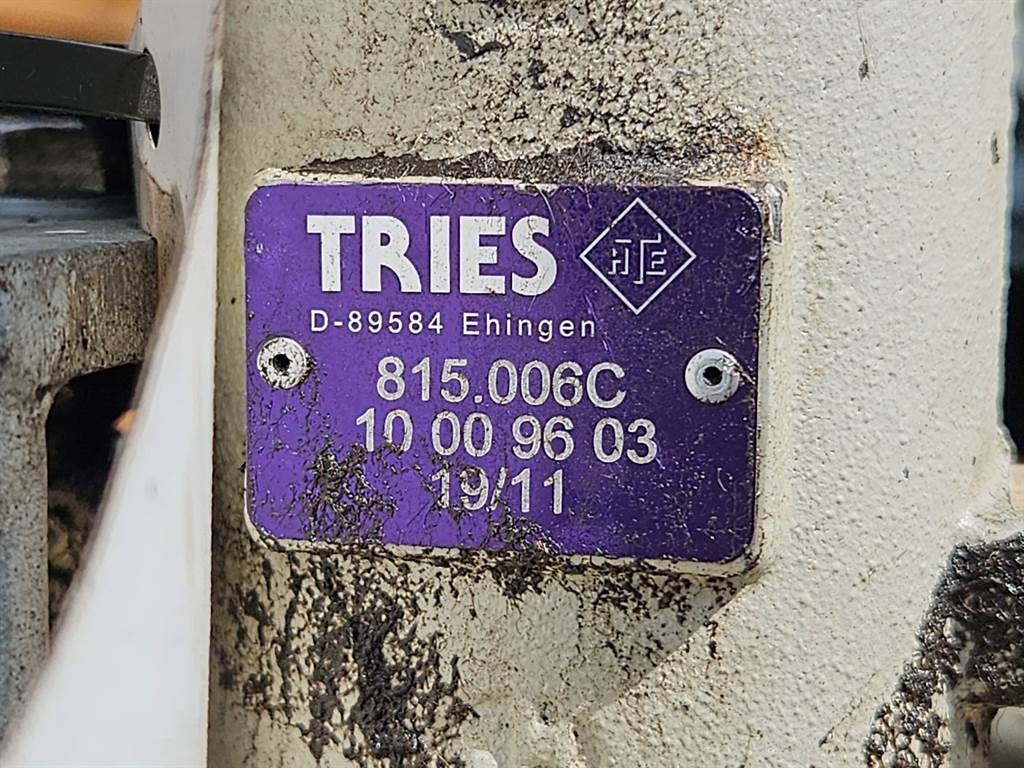 TRIES HTE
D-89584 Ehingen
815.006C
10 00 96 03
19/11